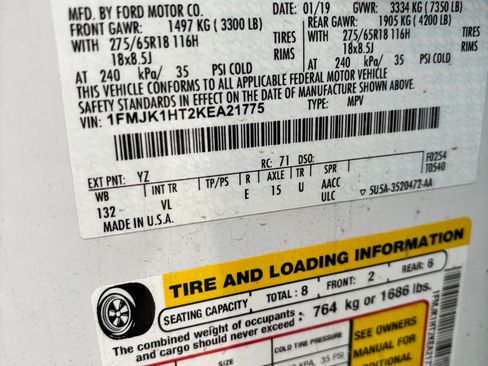 MFD. BY FORD MOTOR CO.
DATE: 01/19 GVWR: 3334 KG (7350 LB)
FRONT GAWR: 1497 KG (3300 LB) REAR GAWR: 1905 KG (4200 LB)
WITH 275/65R18 116H TIRES WITH 275/65R18 116H TIRES
18x8.5J RIMS 18x8.5J RIMS
AT 240 kPa/ 35 PSI COLD AT 240 kPa/ 35 PSI COLD
THIS VEHICLE CONFORMS TO ALL APPLICABLE FEDERAL MOTOR VEHICLE
SAFETY STANDARDS IN EFFECT ON THE DATE OF MANUFACTURE SHOWN ABOVE.
VIN: 1FMJK1HT2KEA21775 TYPE: MPV
EXT PNT: YZ RC: 71 DSO: F0254
WB INT TR TP/PS R AXLE TR SPR T0540
132 VL E 15 U AACC
ULC 5U5A-3520472-AA
MADE IN U.S.A.
TIRE AND LOADING INFORMATION
SEATING CAPACITY TOTAL: 8 FRONT: 2 REAR: 6
The combined weight of occupants
and cargo should never exceed : 764 kg or 1686 lbs.
SIZE COLD TIRE PRESSURE SEE OWNERS
KPA, 35 PSI MANUAL FOR